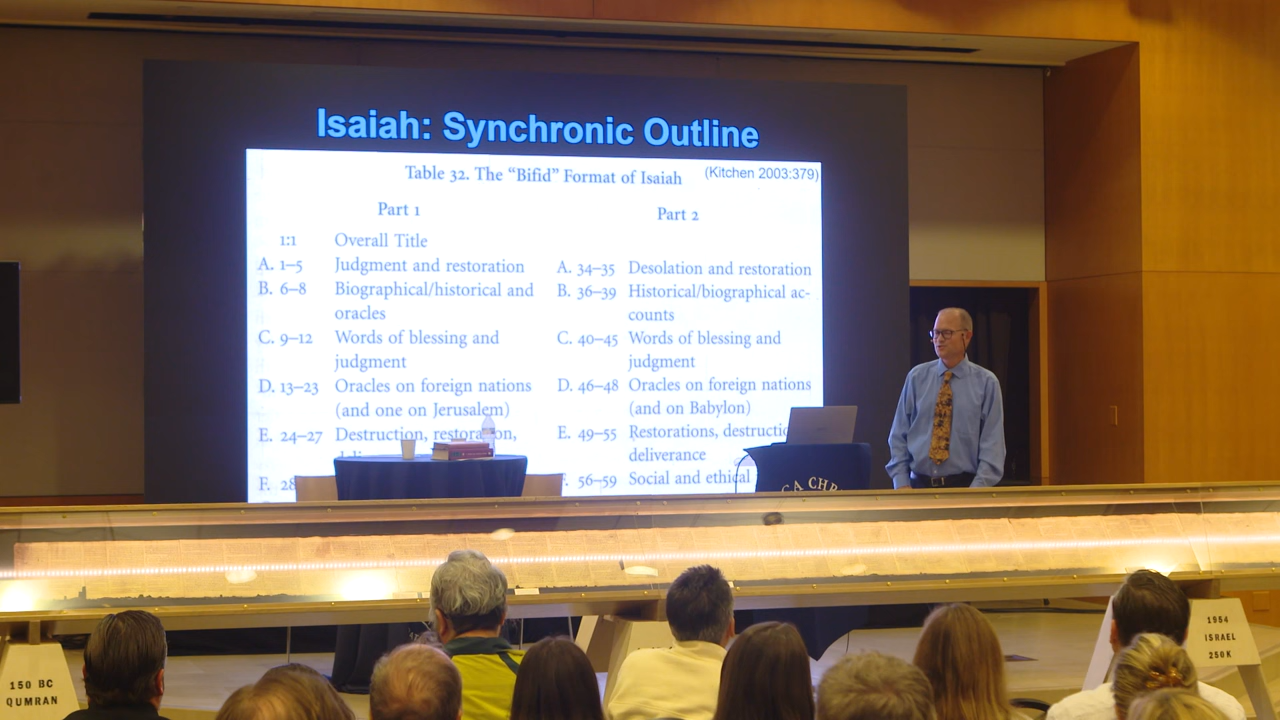 Isaiah: Synchronic Outline
Table 32. The “Bifid” Format of Isaiah (Kitchen 2003:379)
Part 1
Part 2
1:1 Overall Title
A. 1–5 Judgment and restoration
B. 6–8 Biographical/historical and
oracles
C. 9–12 Words of blessing and
judgment
D. 13–23 Oracles on foreign nations
(and one on Jerusalem)
E. 24–27 Destruction, restoration,
F. 28
A. 34–35 Desolation and restoration
B. 36–39 Historical/biographical ac-
counts
C. 40–45 Words of blessing and
judgment
D. 46–48 Oracles on foreign nations
(and on Babylon)
E. 49–55 Restorations, destructio
deliverance
F. 56–59 Social and ethical
CA CHR
150 BC
QUMRAN
1954
ISRAEL
250K